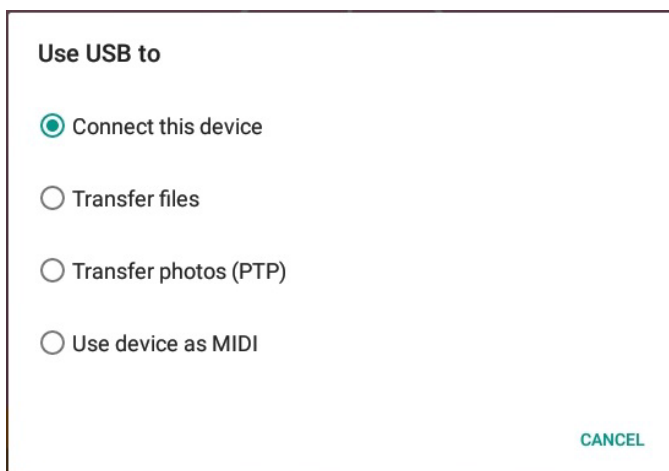 Use USB to
Connect this device
Transfer files
Transfer photos (PTP)
Use device as MIDI
CANCEL